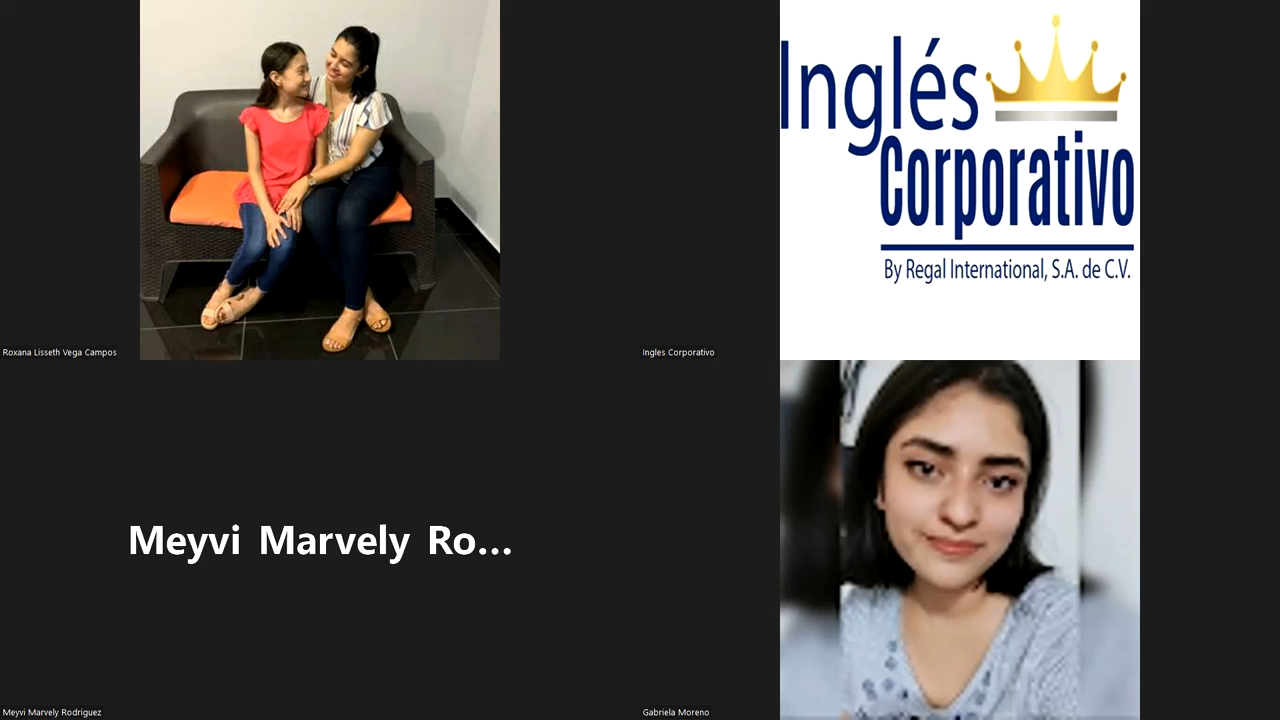 Inglés
Corporativo
By Regal International, S.A. de C.V.
Roxana Lisseth Vega Campos
Ingles Corporativo
Meyvi Marvely Ro...
Meyvi Marvely Rodriguez
Gabriela Moreno